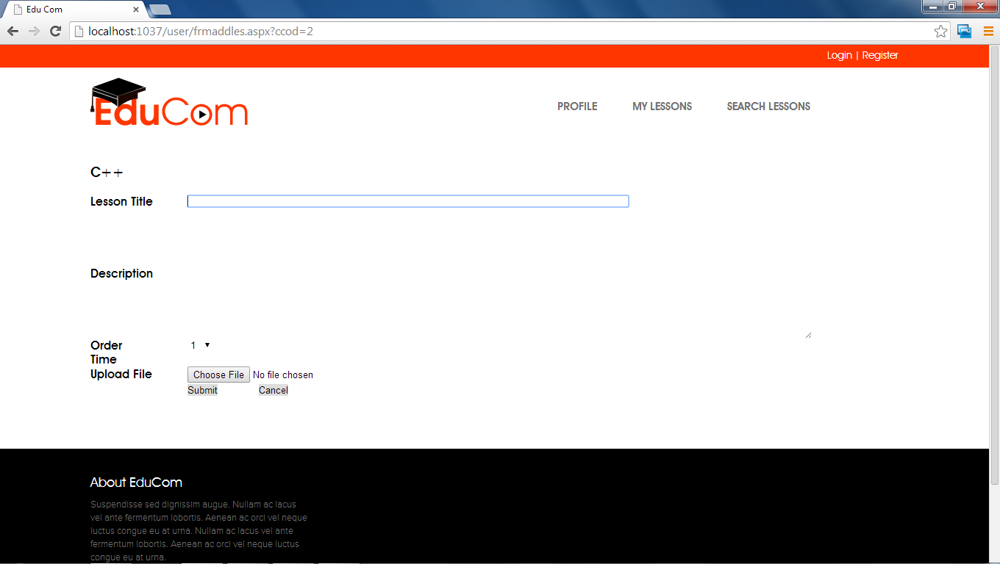 Edu Com
localhost:1037/user/frmaddles.aspx?ccod=2
Login | Register
EduCom
PROFILE MY LESSONS SEARCH LESSONS
C++
Lesson Title
Description
Order 1
Time
Upload File Choose File No file chosen
Submit Cancel
About EduCom
Suspendisse sed dignissim augue. Nullam ac lacus
vel ante fermentum lobortis. Aenean ac orci vel neque
luctus congue eu at urna. Nullam ac lacus vel ante
fermentum lobortis. Aenean ac orci vel neque luctus
congue eu at urna.